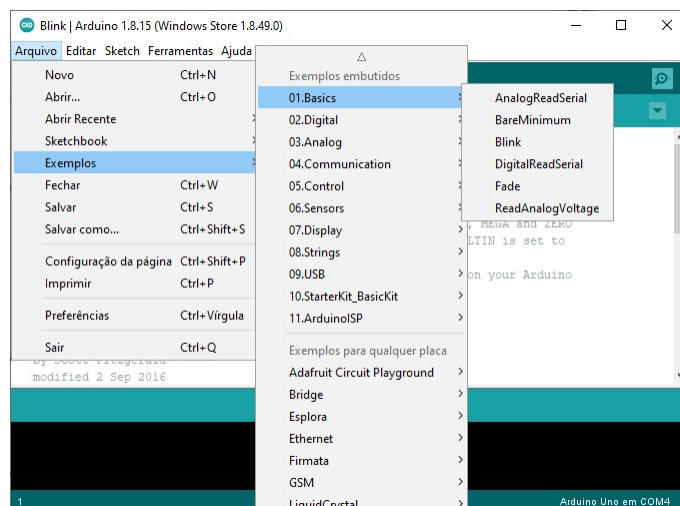 Blink | Arduino 1.8.15 (Windows Store 1.8.49.0)
Arquivo Editar Sketch Ferramentas Ajuda
Novo Ctrl+N
Abrir... Ctrl+O
Abrir Recente
Sketchbook
Exemplos
Fechar Ctrl+W
Salvar Ctrl+S
Salvar como... Ctrl+Shift+S
Configuração da página Ctrl+Shift+P
Imprimir Ctrl+P
Preferências Ctrl+Vírgula
Sair Ctrl+Q
Exemplos embutidos
01.Basics
02.Digital
03.Analog
04.Communication
05.Control
06.Sensors
07.Display
08.Strings
09.USB
10.StarterKit_BasicKit
11.ArduinoISP
Exemplos para qualquer placa
Adafruit Circuit Playground
Bridge
Esplora
Ethernet
Firmata
GSM
LiquidCrystal
AnalogReadSerial
BareMinimum
Blink
DigitalReadSerial
Fade
ReadAnalogVoltage
, MEGA and ZERO
LTIN is set to
on your Arduino
by Scott Fitzgerald
modified 2 Sep 2016
1
Arduino Uno em COM4